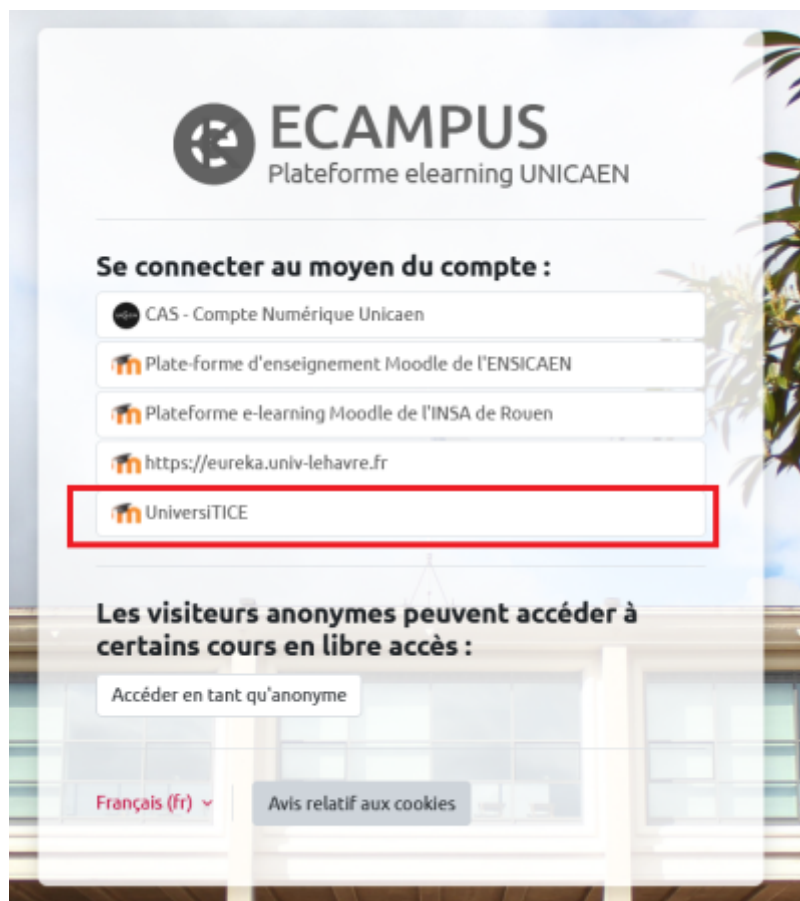 ECAMPUS
Plateforme elearning UNICAEN
Se connecter au moyen du compte :
CAS - Compte Numérique Unicaen
Plate-forme d'enseignement Moodle de l'ENSICAEN
Plateforme e-learning Moodle de l'INSA de Rouen
https://eureka.univ-lehavre.fr
UniversiTICE
Les visiteurs anonymes peuvent accéder à
certains cours en libre accès :
Accéder en tant qu'anonyme
Français (fr)
Avis relatif aux cookies